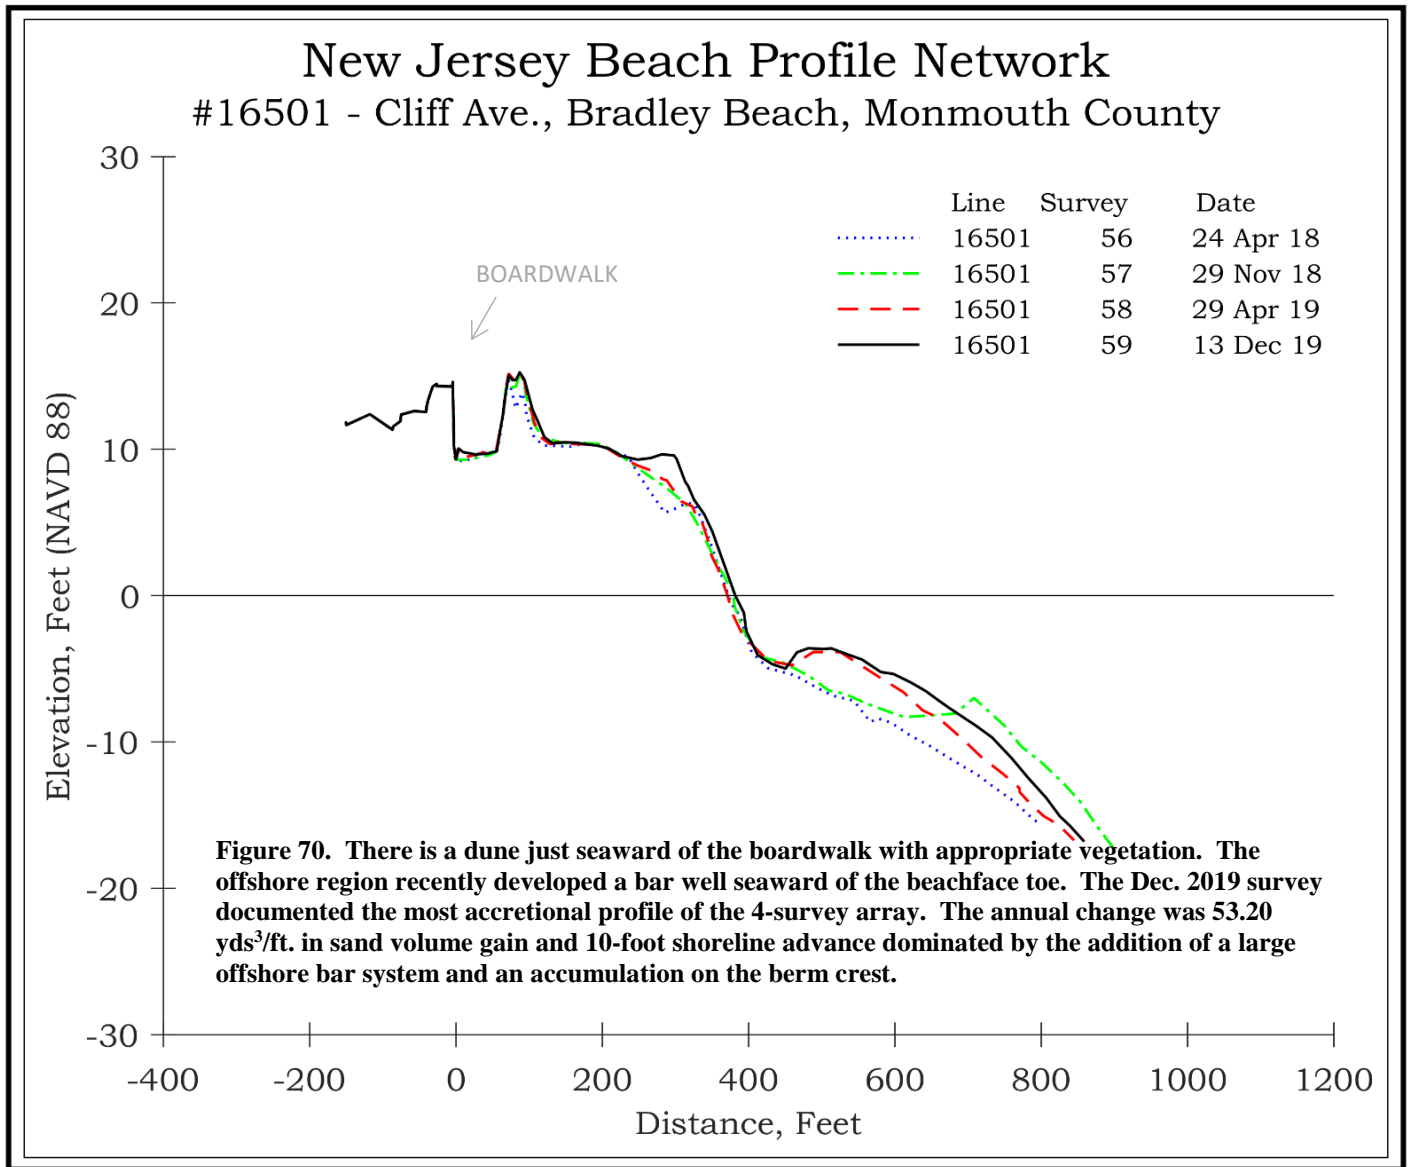 New Jersey Beach Profile Network
#16501 - Cliff Ave., Bradley Beach, Monmouth County
30
20
10
0
-10
-20
-30
Elevation, Feet (NAVD 88)
BOARDWALK
Line Survey Date
16501 56 24 Apr 18
16501 57 29 Nov 18
16501 58 29 Apr 19
16501 59 13 Dec 19
Figure 70. There is a dune just seaward of the boardwalk with appropriate vegetation. The
offshore region recently developed a bar well seaward of the beachface toe. The Dec. 2019 survey
documented the most accretional profile of the 4-survey array. The annual change was 53.20
yds³/ft. in sand volume gain and 10-foot shoreline advance dominated by the addition of a large
offshore bar system and an accumulation on the berm crest.
-400 -200 0 200 400 600 800 1000 1200
Distance, Feet